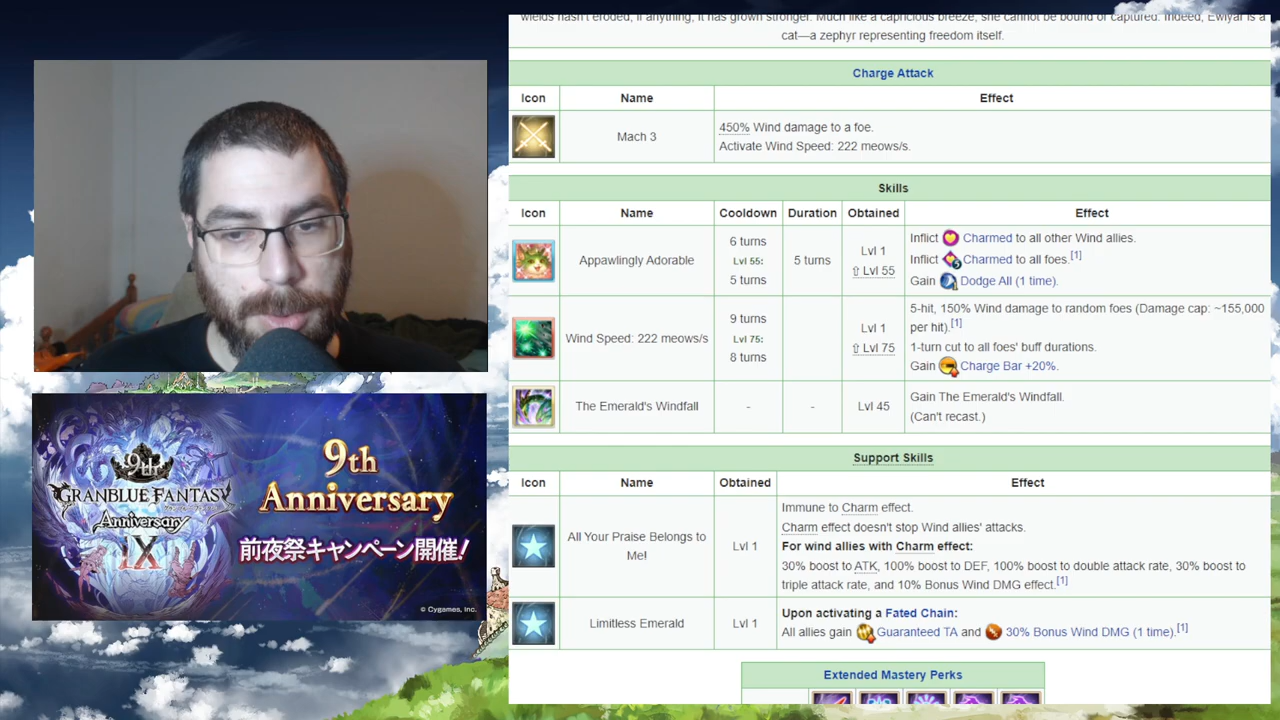 wields hasn't eroded; if anything, it has grown stronger. Much like a capricious breeze, she cannot be bound or captured. Indeed, Ewiyar is a
cat—a zephyr representing freedom itself.
Charge Attack
Icon Name Effect
Mach 3
450% Wind damage to a foe.
Activate Wind Speed: 222 meows/s.
Skills
Icon Name Cooldown Duration Obtained Effect
Appawlingly Adorable
6 turns
Lvl 55:
5 turns
5 turns
Lvl 1
⇧ Lvl 55
Inflict Charmed to all other Wind allies.
Inflict Charmed to all foes.[1]
Gain Dodge All (1 time).
Wind Speed: 222 meows/s
9 turns
Lvl 75:
8 turns
Lvl 1
⇧ Lvl 75
5-hit, 150% Wind damage to random foes (Damage cap: ~155,000
per hit).[1]
1-turn cut to all foes' buff durations.
Gain Charge Bar +20%.
The Emerald's Windfall
-
-
Lvl 45
Gain The Emerald's Windfall.
(Can't recast.)
Support Skills
Icon Name Obtained Effect
All Your Praise Belongs to
Me!
Lvl 1
Immune to Charm effect.
Charm effect doesn't stop Wind allies' attacks.
For wind allies with Charm effect:
30% boost to ATK, 100% boost to DEF, 100% boost to double attack rate, 30% boost to
triple attack rate, and 10% Bonus Wind DMG effect.[1]
Limitless Emerald
Lvl 1
Upon activating a Fated Chain:
All allies gain Guaranteed TA and 30% Bonus Wind DMG (1 time).[1]
Extended Mastery Perks
9th
GRANBLUE FANTASY
Anniversary
IX
9th
Anniversary
前夜祭キャンペーン開催!
© Cygames, Inc.